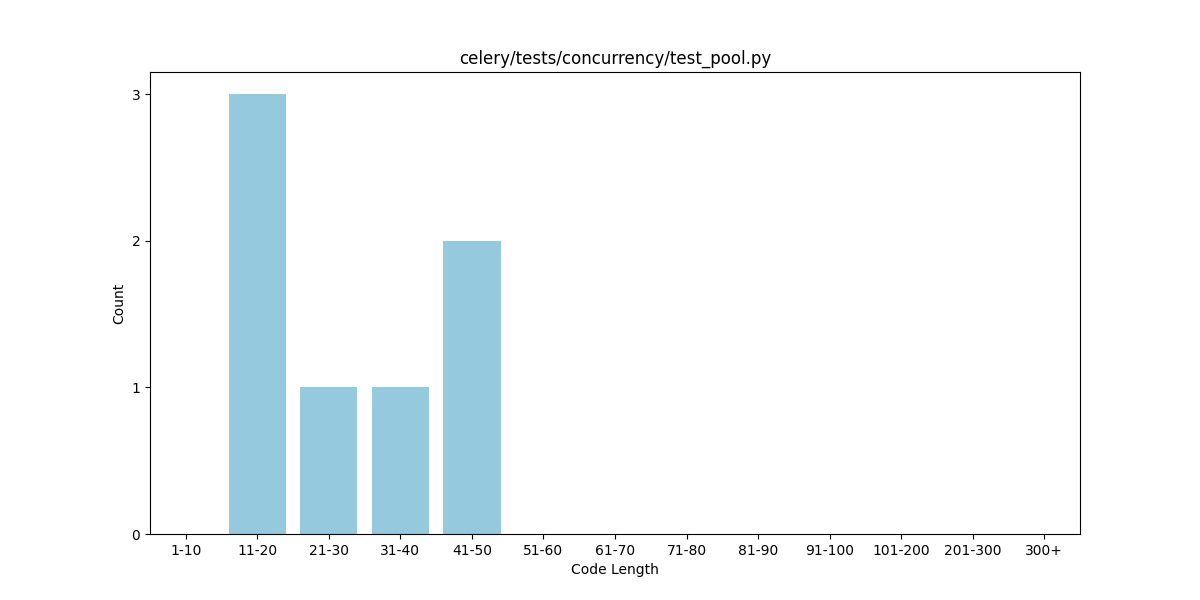 celery/tests/concurrency/test_pool.py
3
2
1
0
Count
1-10 11-20 21-30 31-40 41-50 51-60 61-70 71-80 81-90 91-100 101-200 201-300 300+
Code Length